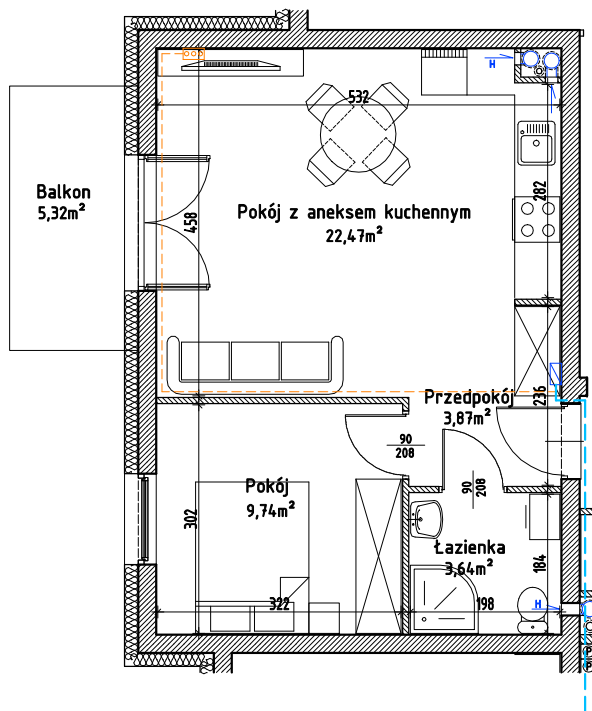 H
532
Balkon
5,32m²
458
Pokój z aneksem kuchennym
22,47m²
282
Przedpokój
3,87m²
236
90
208
90
208
Pokój
9,74m²
302
Łazienka
3,64m²
184
322
198
H